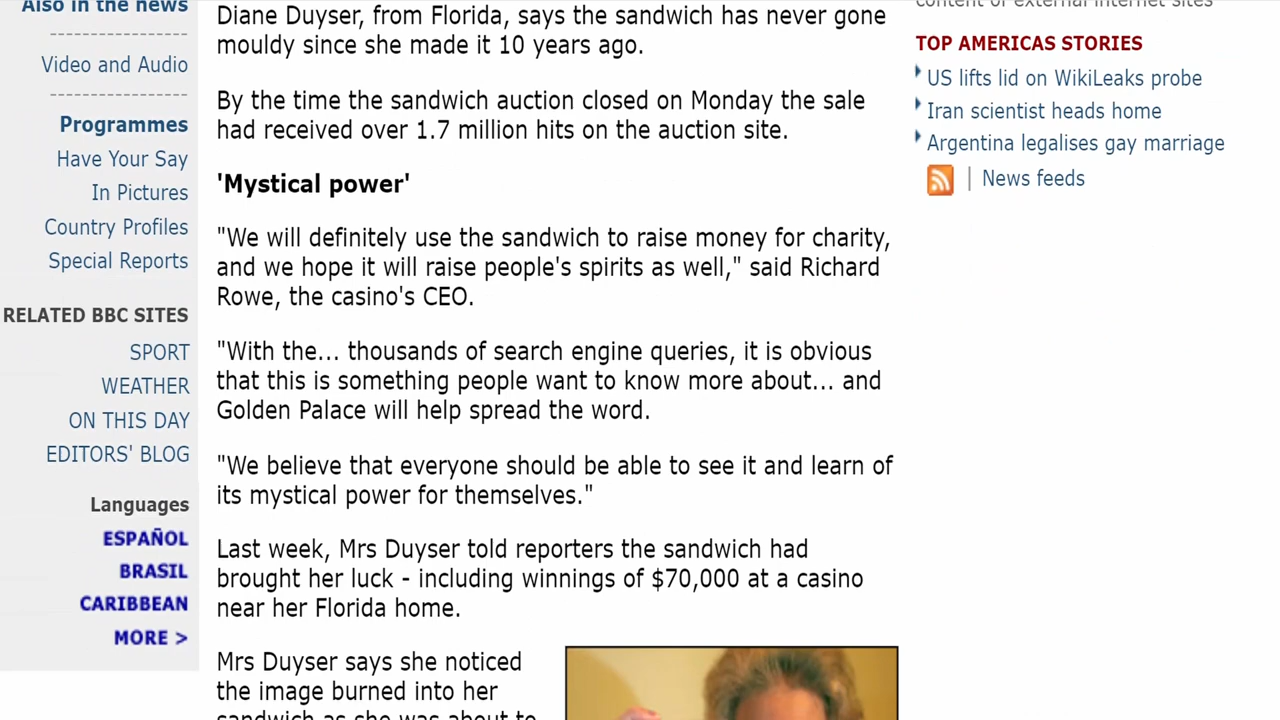 Also in the news
Video and Audio
Programmes
Have Your Say
In Pictures
Country Profiles
Special Reports
RELATED BBC SITES
SPORT
WEATHER
ON THIS DAY
EDITORS' BLOG
Languages
ESPAÑOL
BRASIL
CARIBBEAN
MORE >
Diane Duyser, from Florida, says the sandwich has never gone
mouldy since she made it 10 years ago.
By the time the sandwich auction closed on Monday the sale
had received over 1.7 million hits on the auction site.
'Mystical power'
"We will definitely use the sandwich to raise money for charity,
and we hope it will raise people's spirits as well," said Richard
Rowe, the casino's CEO.
"With the... thousands of search engine queries, it is obvious
that this is something people want to know more about... and
Golden Palace will help spread the word.
"We believe that everyone should be able to see it and learn of
its mystical power for themselves."
Last week, Mrs Duyser told reporters the sandwich had
brought her luck - including winnings of $70,000 at a casino
near her Florida home.
Mrs Duyser says she noticed
the image burned into her
sandwich as she was about to
content of external internet sites
TOP AMERICAS STORIES
US lifts lid on WikiLeaks probe
Iran scientist heads home
Argentina legalises gay marriage
| News feeds